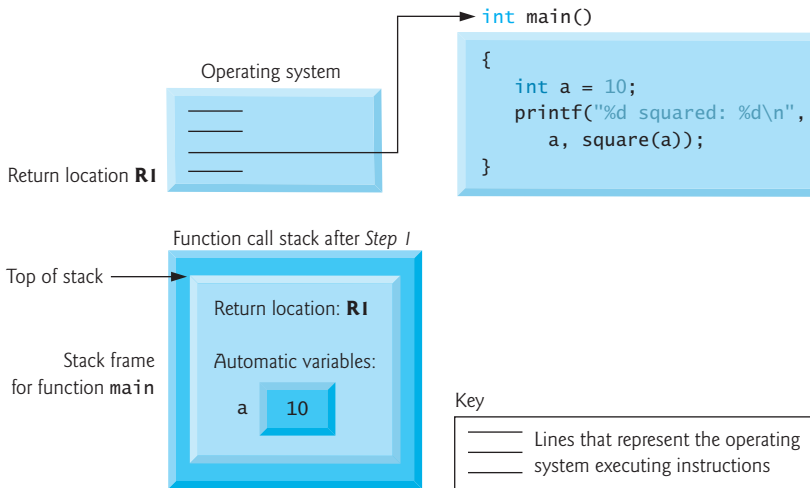 int main()
{
int a = 10;
printf("%d squared: %d\n",
a, square(a));
}
Operating system
Return location R1
Function call stack after Step 1
Top of stack
Return location: R1
Stack frame
for function main
Automatic variables:
a 10
Key
Lines that represent the operating
system executing instructions